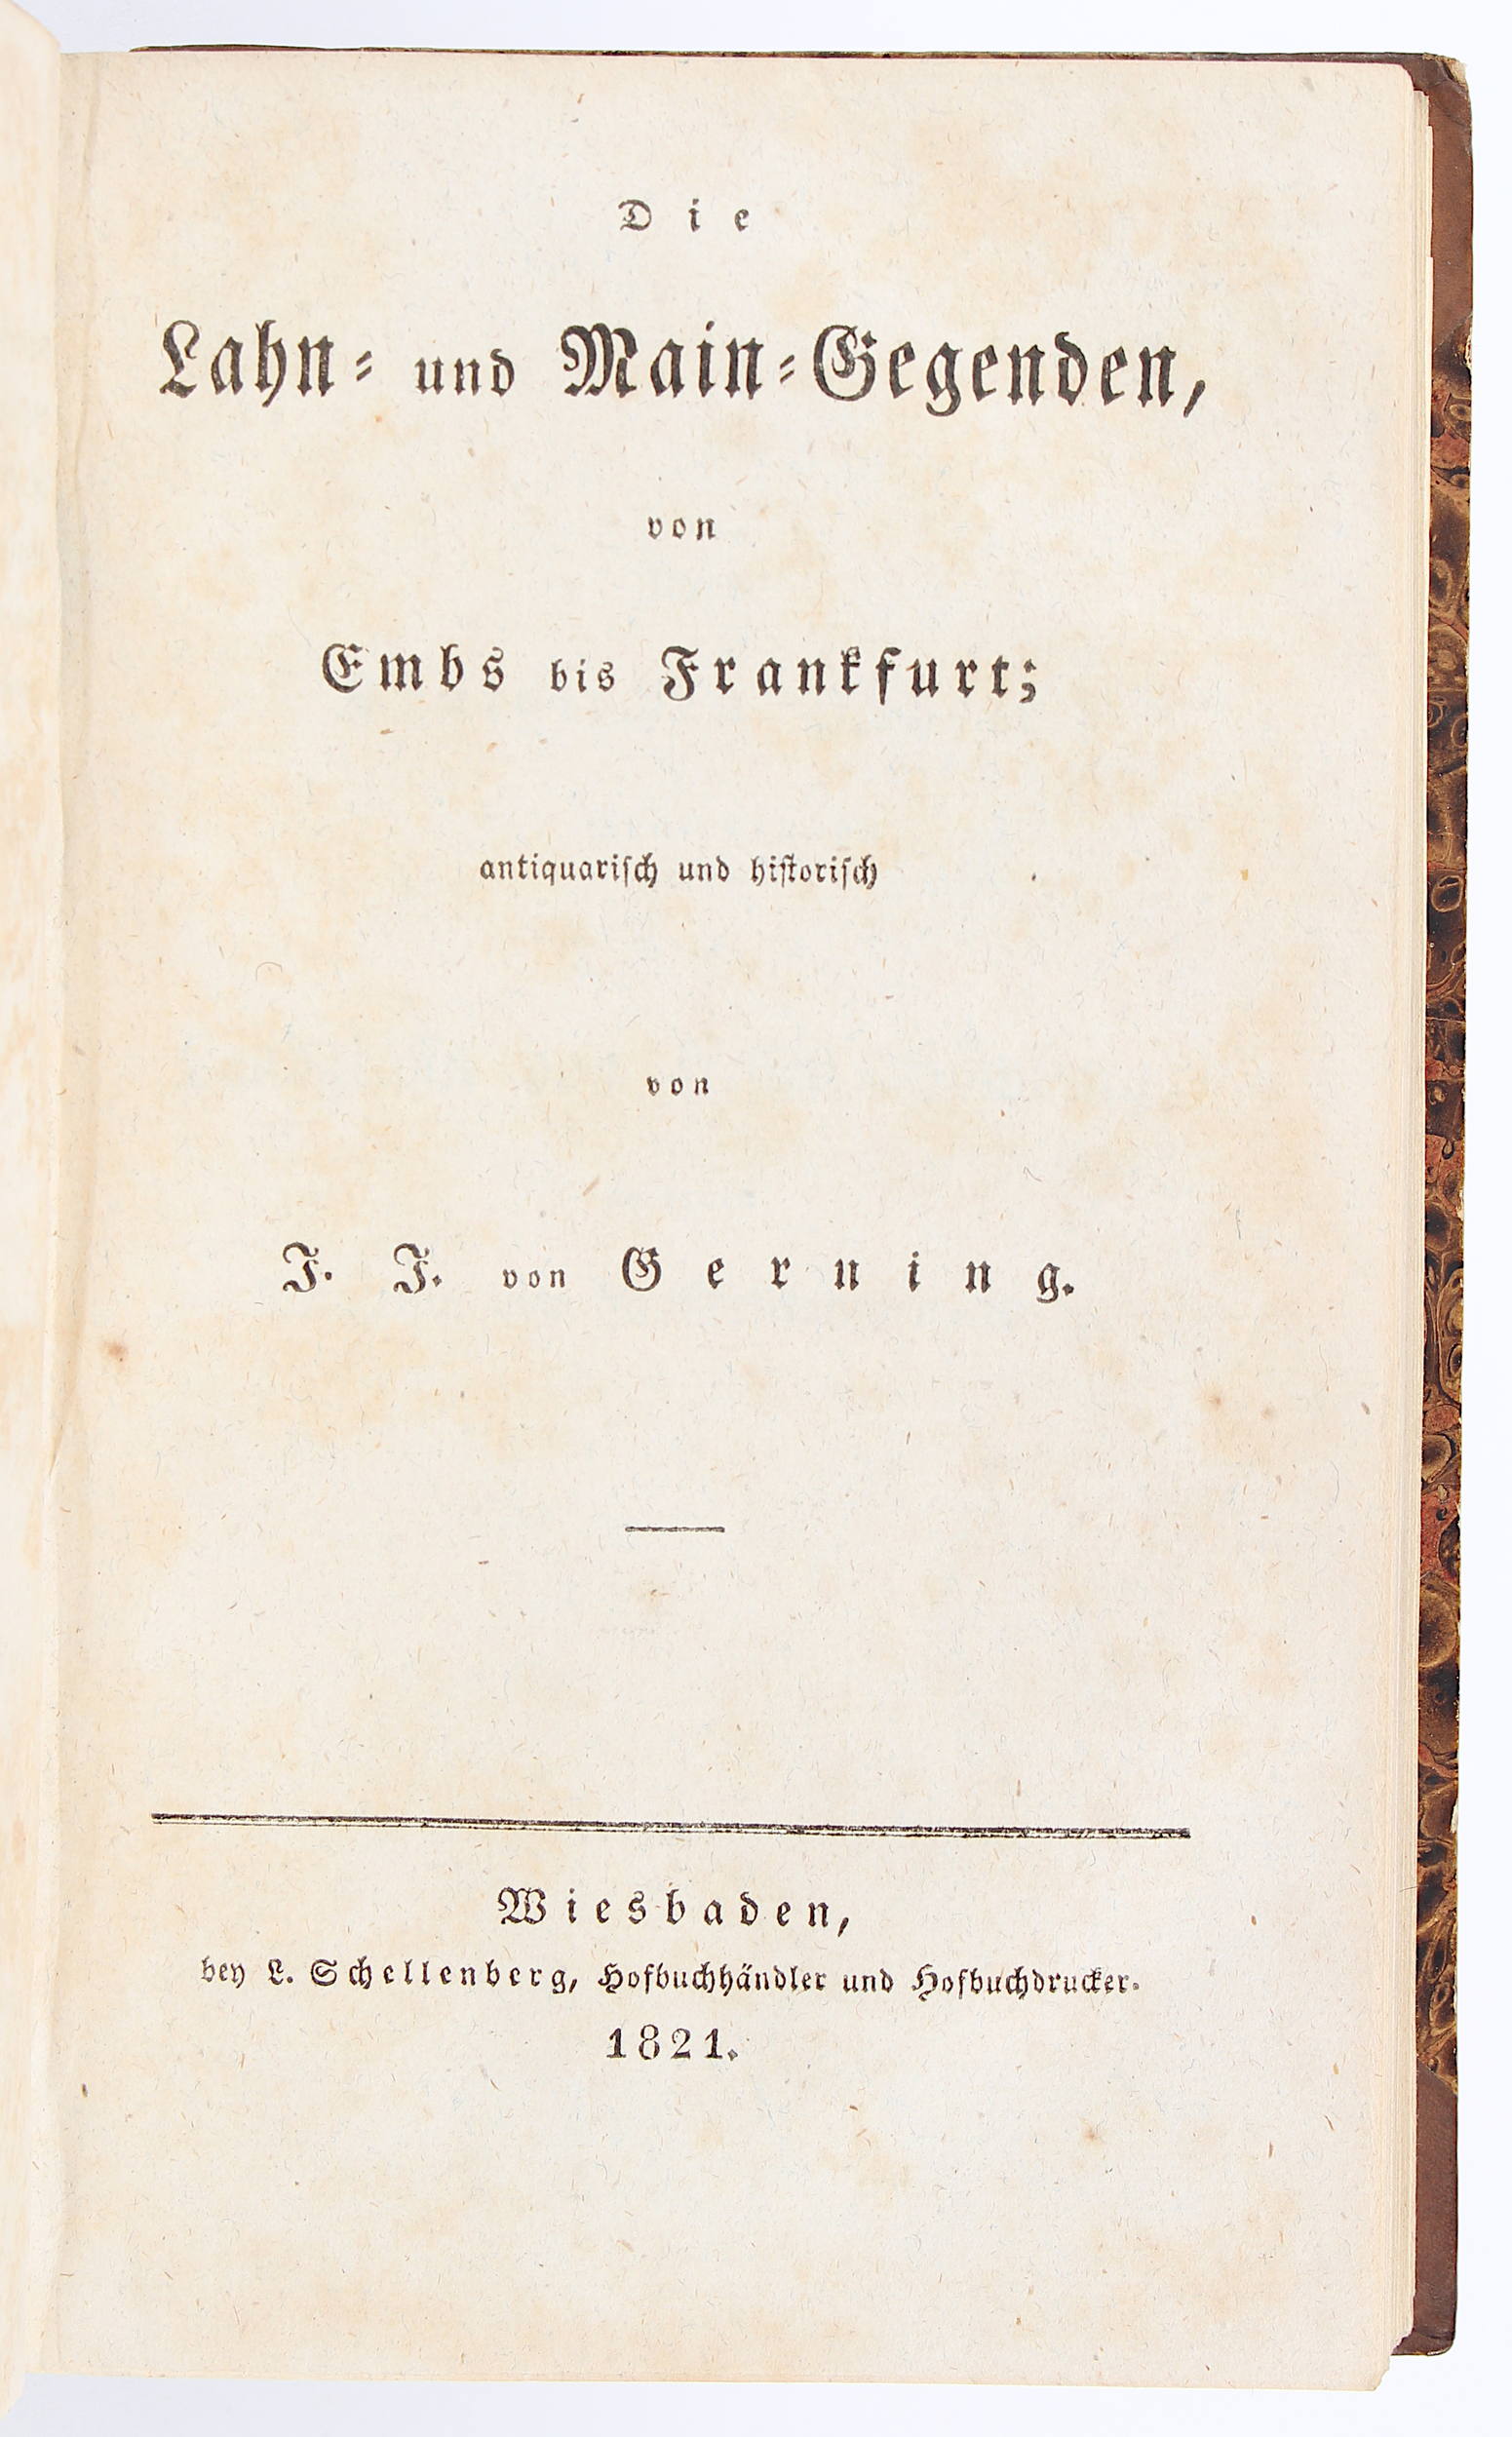 Die
Lahn- und Main-Gegenden,
von
Embs bis Frankfurt;
antiquariſch und hiſtoriſch
von
J. J. von Gerning.
Wiesbaden,
bey L. Schellenberg, Hofbuchhändler und Hofbuchdrucker.
1821.